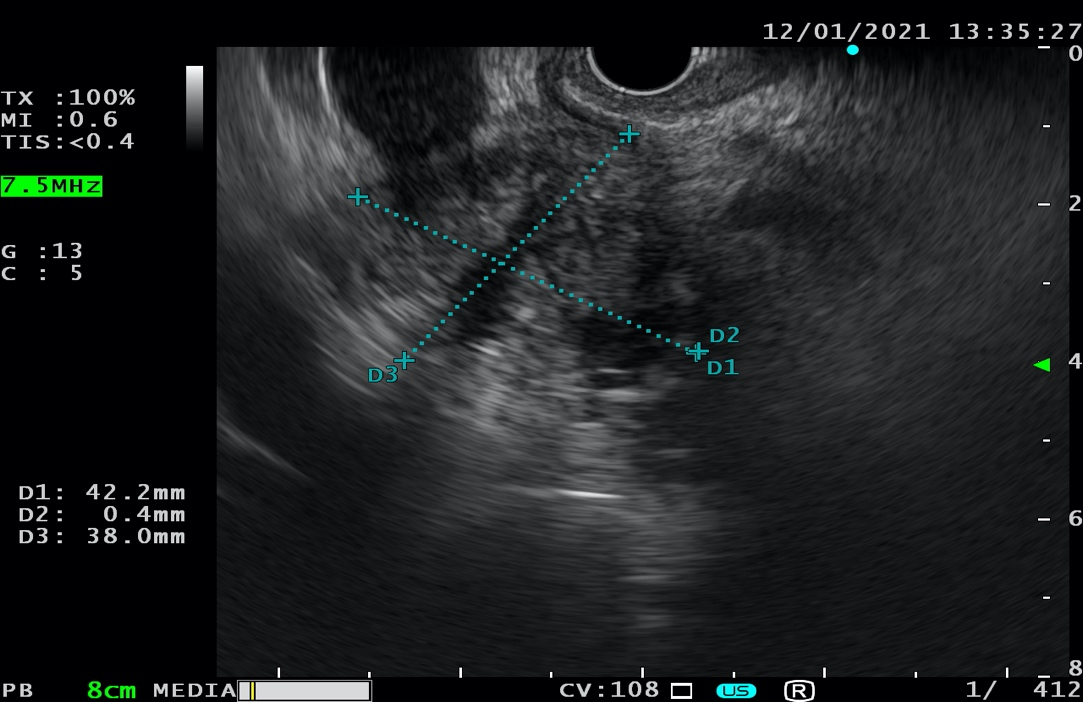 12/01/2021 13:35:27
TX :100%
MI :0.6
TIS:<0.4
7.5MHz
G :13
C : 5
0
2
4
6
8
D2
D1
D3
D1: 42.2mm
D2: 0.4mm
D3: 38.0mm
PB 8cm MEDIA CV:108 US R 1/ 412